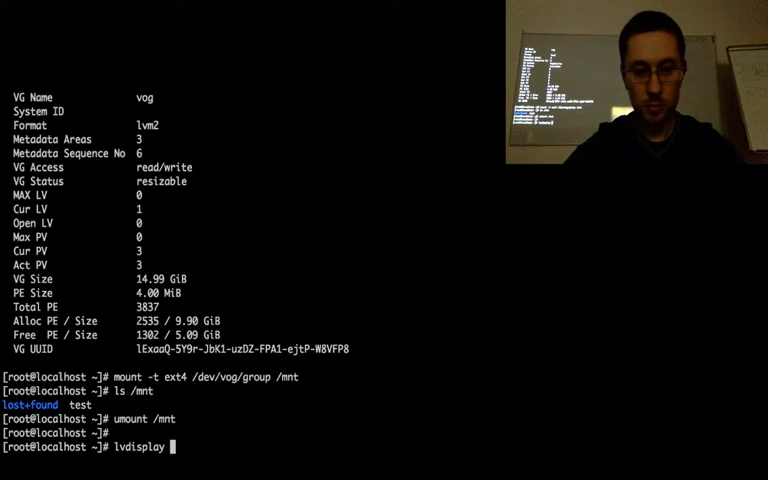 VG Name vog
System ID
Format lvm2
Metadata Areas 3
Metadata Sequence No 6
VG Access read/write
VG Status resizable
MAX LV 0
Cur LV 1
Open LV 0
Max PV 0
Cur PV 3
Act PV 3
VG Size 14.99 GiB
PE Size 4.00 MiB
Total PE 3837
Alloc PE / Size 2535 / 9.90 GiB
Free PE / Size 1302 / 5.09 GiB
VG UUID lExaaQ-5Y9r-JbK1-uzDZ-FPA1-ejtP-W8VFP8
[root@localhost ~]# mount -t ext4 /dev/vog/group /mnt
[root@localhost ~]# ls /mnt
lost+found test
[root@localhost ~]# umount /mnt
[root@localhost ~]#
[root@localhost ~]# lvdisplay